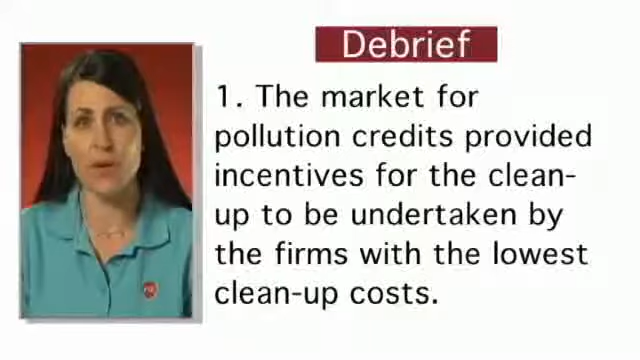 Debrief
1. The market for
pollution credits provided
incentives for the clean-
up to be undertaken by
the firms with the lowest
clean-up costs.